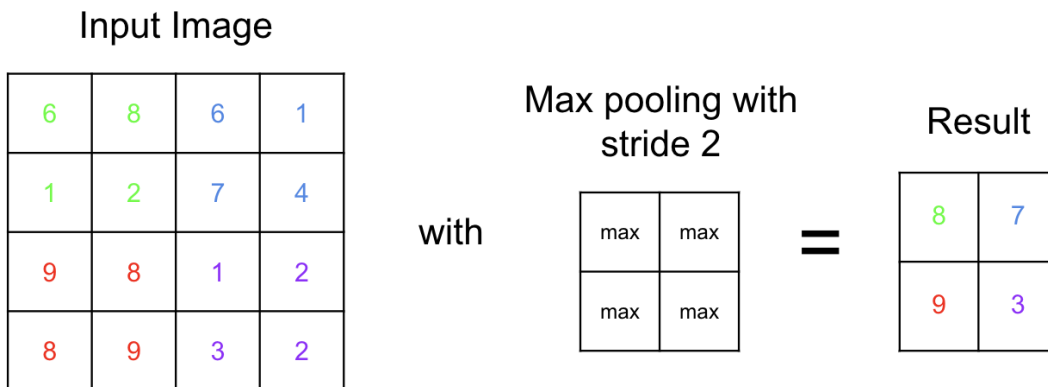 Input Image
6 8 6 1
1 2 7 4
9 8 1 2
8 9 3 2
with
Max pooling with
stride 2
max max
max max
=
Result
8 7
9 3